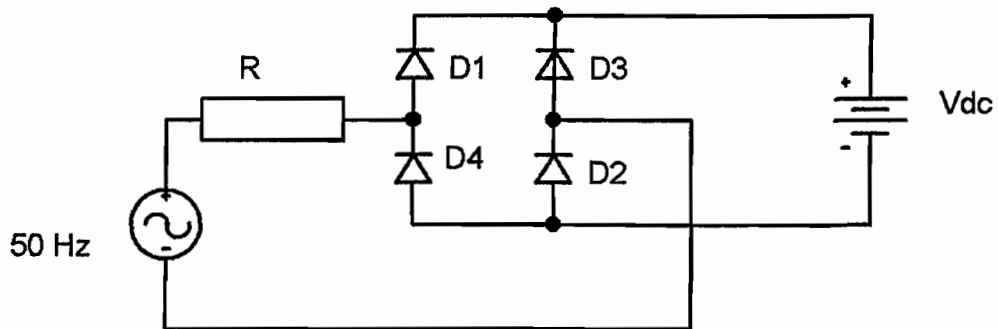 R
D1
D3
+
Vdc
-
D4
D2
+
50 Hz
-